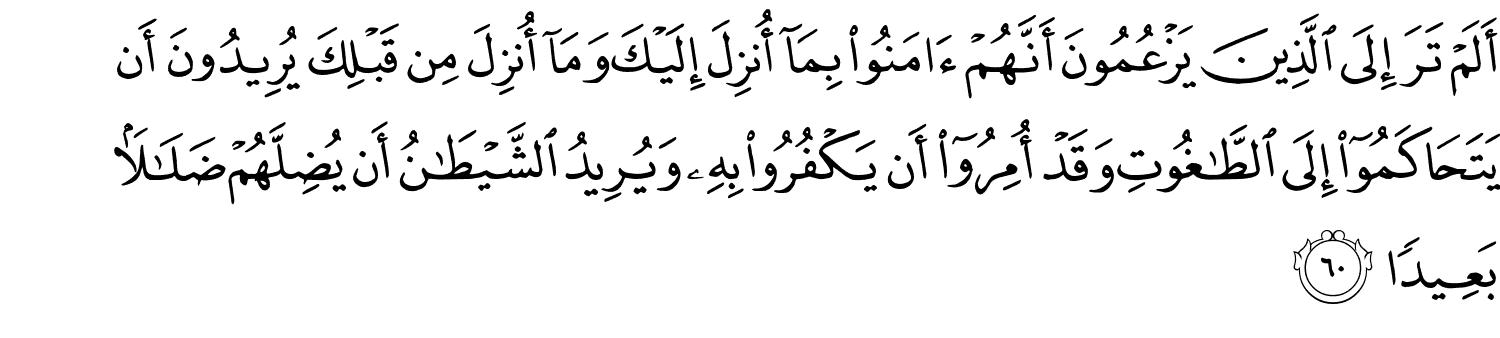 أَلَمْ تَرَ إِلَى ٱلَّذِينَ يَزْعُمُونَ أَنَّهُمْ ءَامَنُوا۟ بِمَآ أُنزِلَ إِلَيْكَ وَمَآ أُنزِلَ مِن قَبْلِكَ يُرِيدُونَ أَن
يَتَحَاكَمُوٓا۟ إِلَى ٱلطَّٰغُوتِ وَقَدْ أُمِرُوٓا۟ أَن يَكْفُرُوا۟ بِهِۦ وَيُرِيدُ ٱلشَّيْطَٰنُ أَن يُضِلَّهُمْ ضَلَٰلَۢا
بَعِيدًا ٦٠